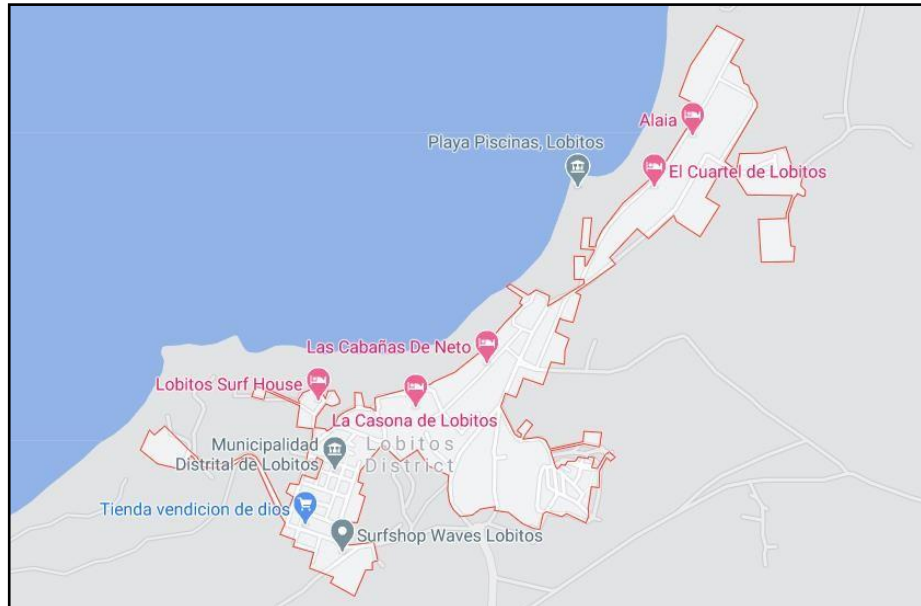 Alaia
Playa Piscinas, Lobitos
El Cuartel de Lobitos
Las Cabañas De Neto
Lobitos Surf House
La Casona de Lobitos
Municipalidad
Distrital de Lobitos
Lobitos
District
Tienda vendicion de dios
Surfshop Waves Lobitos